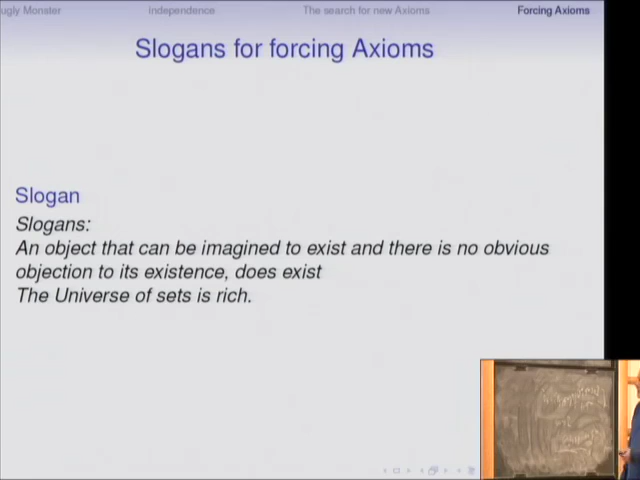 ugly Monster Independence The search for new Axioms Forcing Axioms
Slogans for forcing Axioms
Slogan
Slogans:
An object that can be imagined to exist and there is no obvious
objection to its existence, does exist
The Universe of sets is rich.